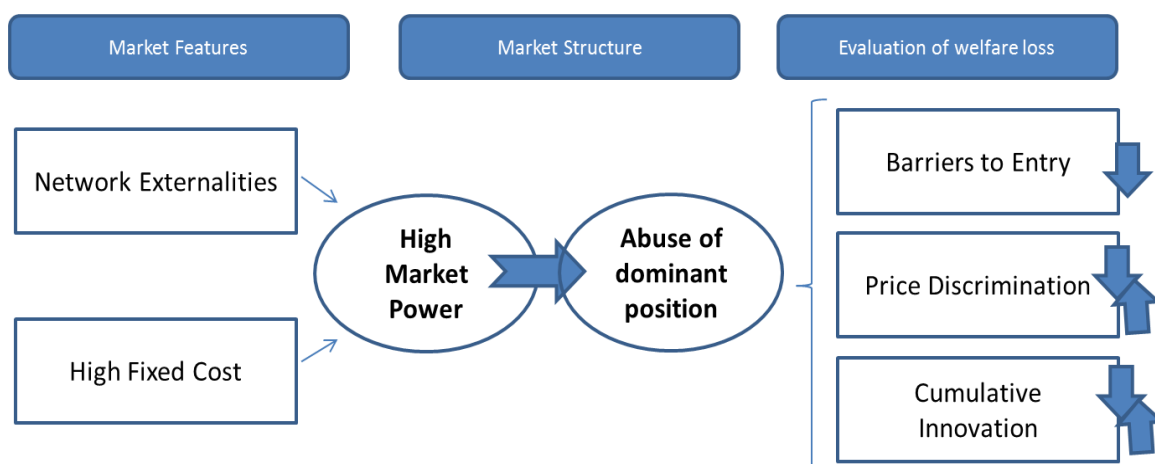 Market Features
Market Structure
Evaluation of welfare loss
Network Externalities
High Fixed Cost
High
Market
Power
Abuse of
dominant
position
Barriers to Entry
Price Discrimination
Cumulative
Innovation